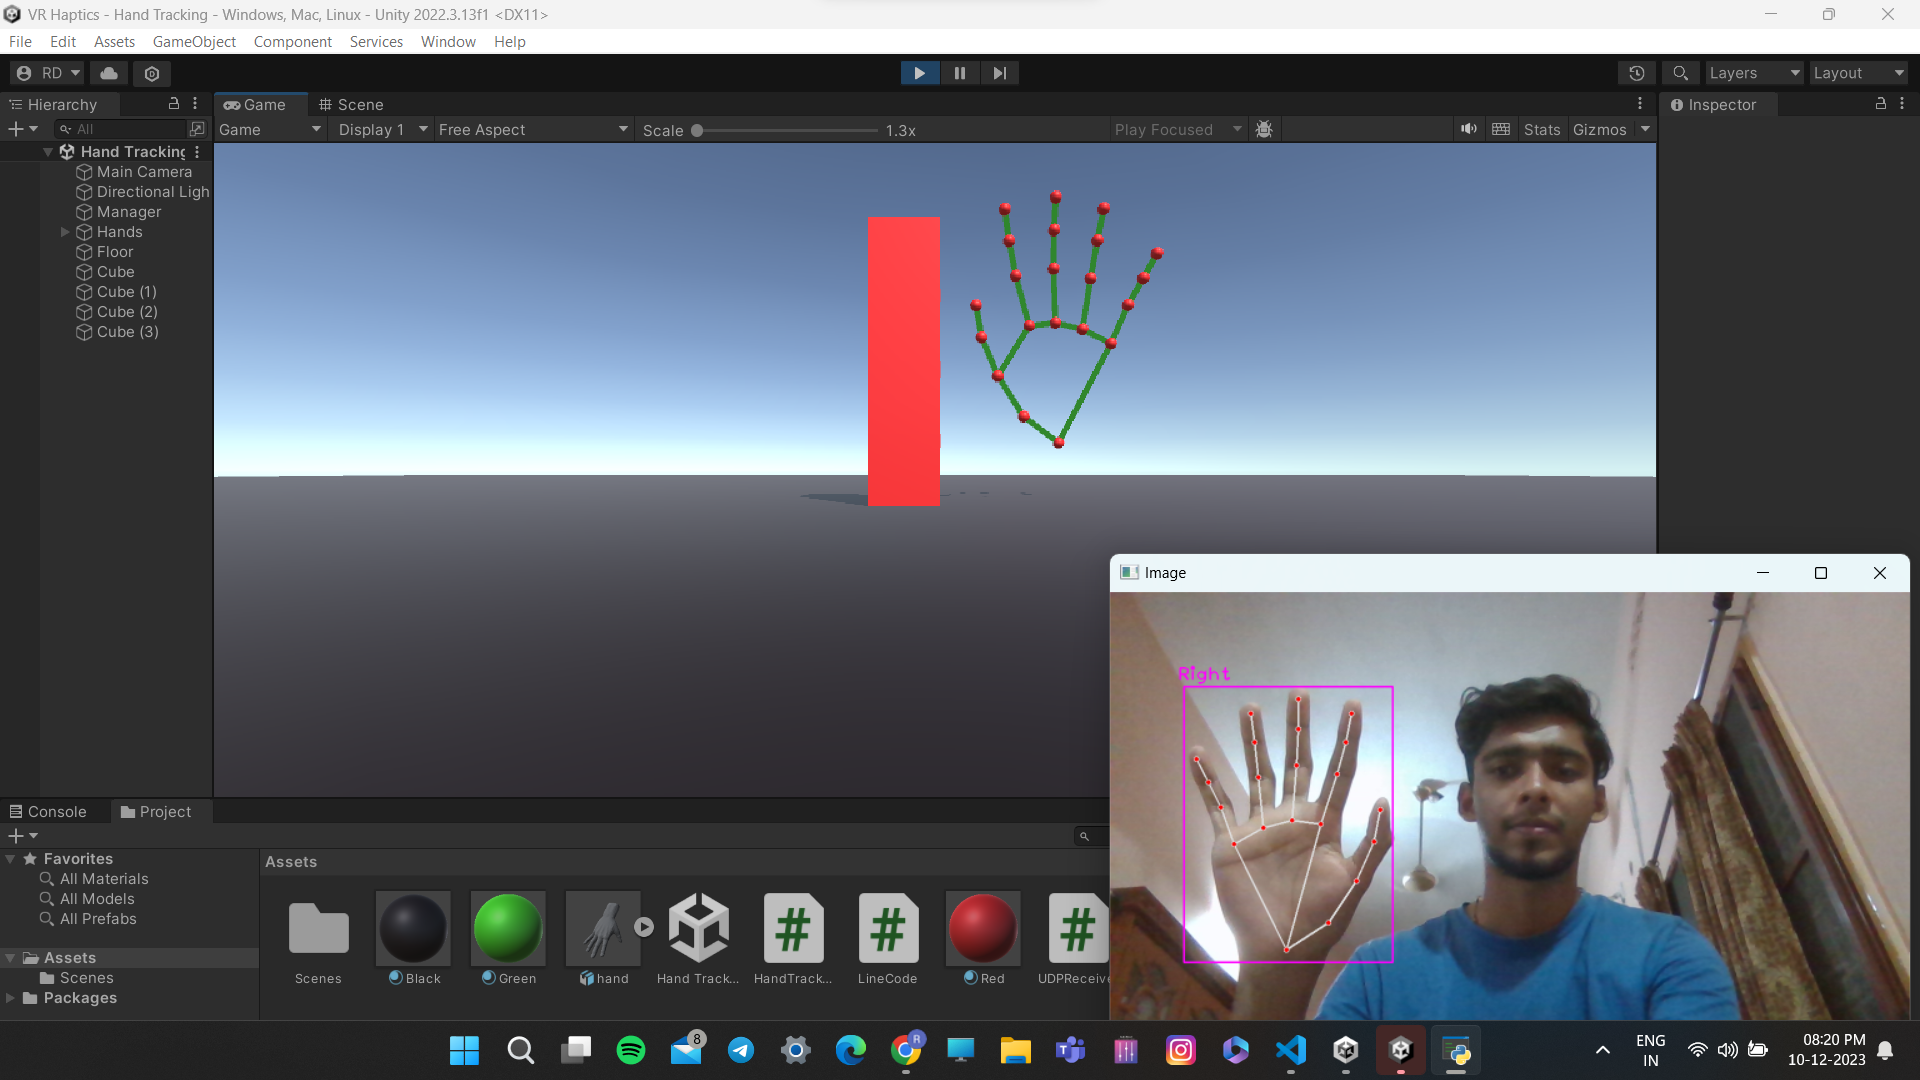 VR Haptics - Hand Tracking - Windows, Mac, Linux - Unity 2022.3.13f1 <DX11>
File Edit Assets GameObject Component Services Window Help
RD Layers Layout
Hierarchy Game Scene Inspector
All Game Display 1 Free Aspect Scale 1.3x Play Focused Stats Gizmos
Hand Tracking
Main Camera
Directional Ligh
Manager
Hands
Floor
Cube
Cube (1)
Cube (2)
Cube (3)
Image
Right
Console Project
Favorites
All Materials
All Models
All Prefabs
Assets
Scenes
Packages
Assets
Scenes Black Green hand Hand Track... HandTrack... LineCode Red UDPReceive
8
R
ENG
IN
08:20 PM
10-12-2023